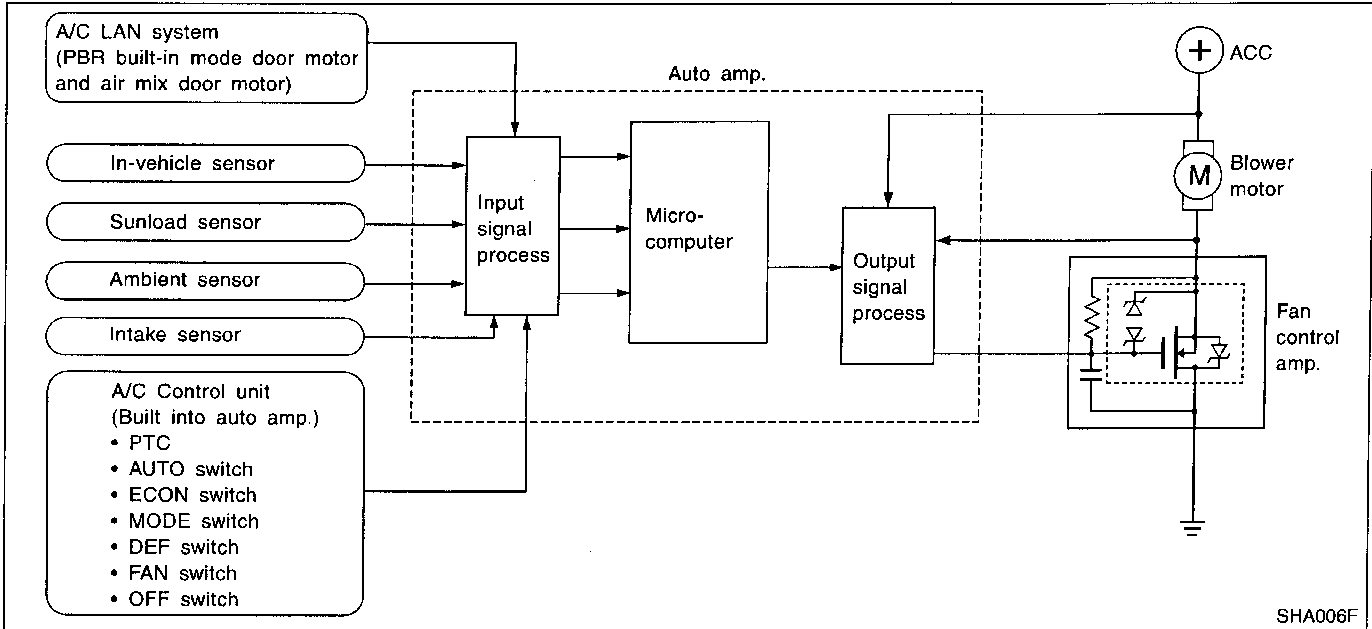 A/C LAN system
(PBR built-in mode door motor
and air mix door motor)
Auto amp.
ACC
In-vehicle sensor
Sunload sensor
Ambient sensor
Intake sensor
Input
signal
process
Micro-
computer
Output
signal
process
M
Blower
motor
Fan
control
amp.
A/C Control unit
(Built into auto amp.)
• PTC
• AUTO switch
• ECON switch
• MODE switch
• DEF switch
• FAN switch
• OFF switch
SHA006F